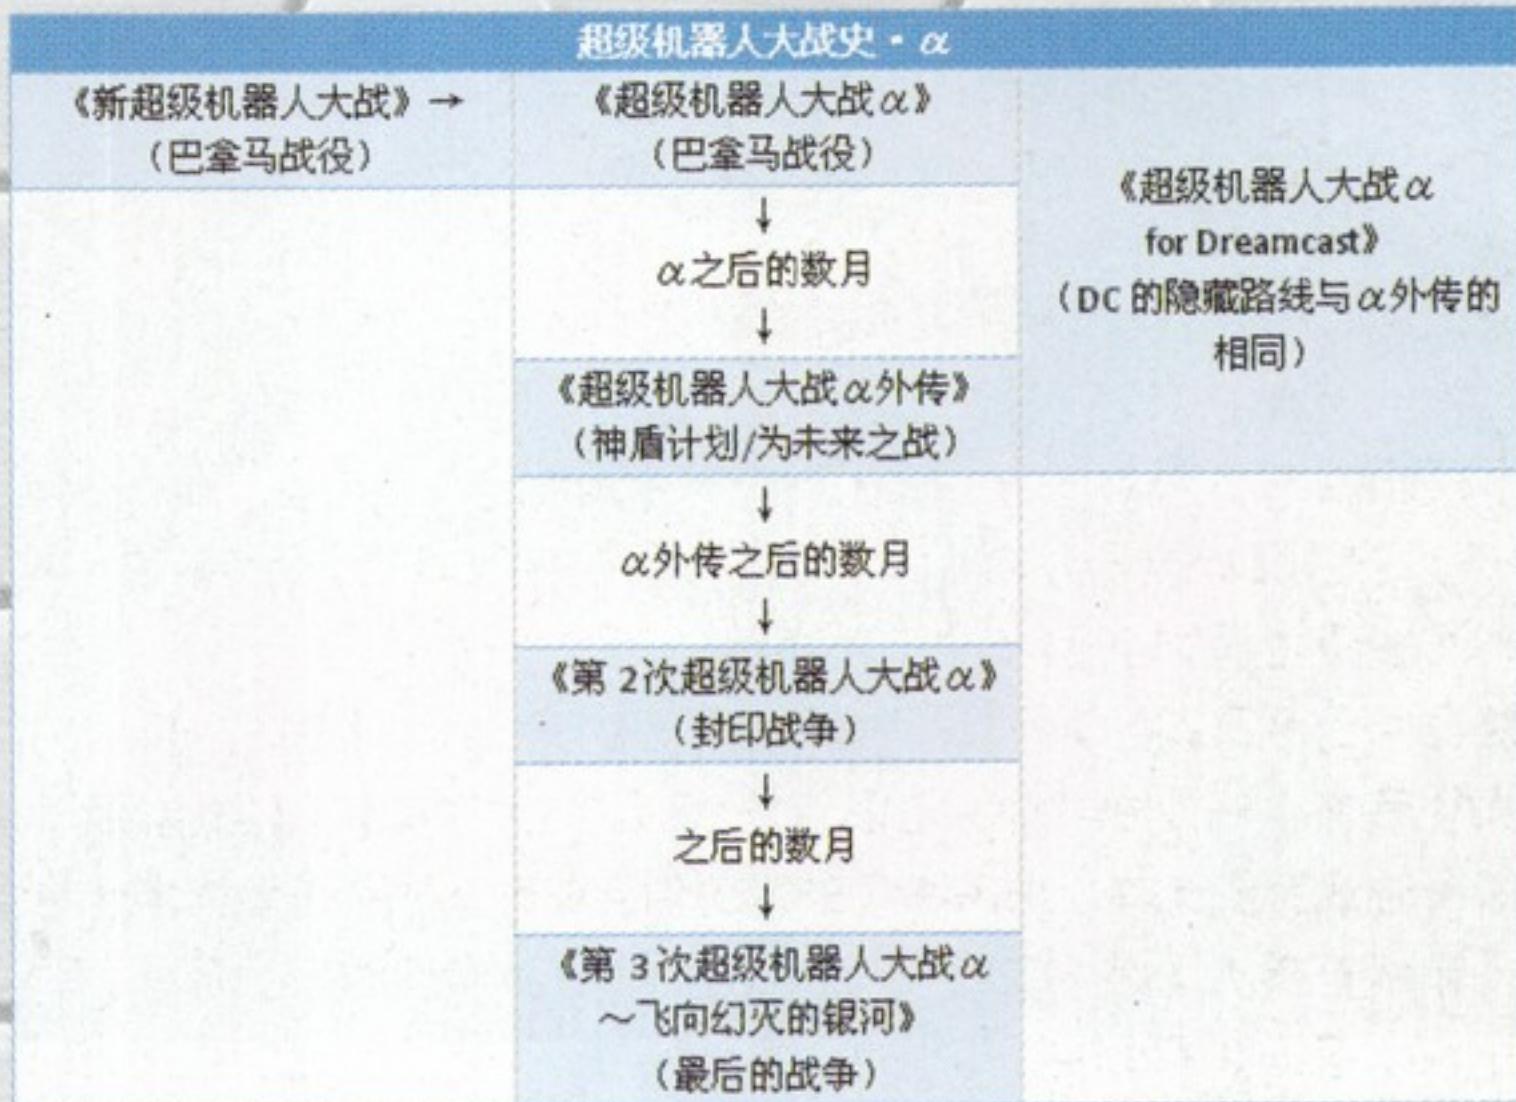 超级机器人大战史・α
《新超级机器人大战》→
（巴拿马战役）
《超级机器人大战α》
（巴拿马战役）
《超级机器人大战α
for Dreamcast》
（DC的隐藏路线与α外传的
相同）
↓
α之后的数月
↓
《超级机器人大战α外传》
（神盾计划/为未来之战）
↓
α外传之后的数月
↓
《第2次超级机器人大战α》
（封印战争）
↓
之后的数月
↓
《第3次超级机器人大战α
～飞向幻灭的银河》
（最后的战争）